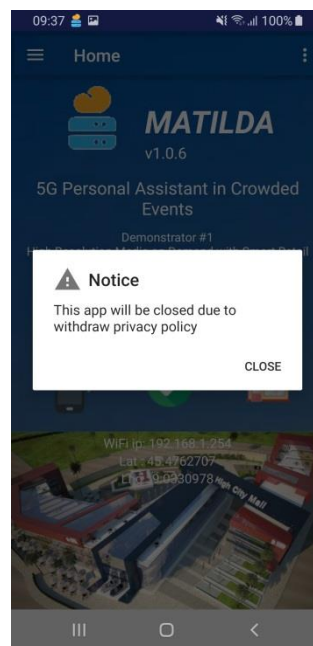 09:37
100%
Home
MATILDA
v1.0.6
5G Personal Assistant in Crowded
Events
Demonstrator #1
Notice
This app will be closed due to
withdraw privacy policy
CLOSE
WiFi ip: 192.168.1.254
Lat : 45.4762707
High City Mall